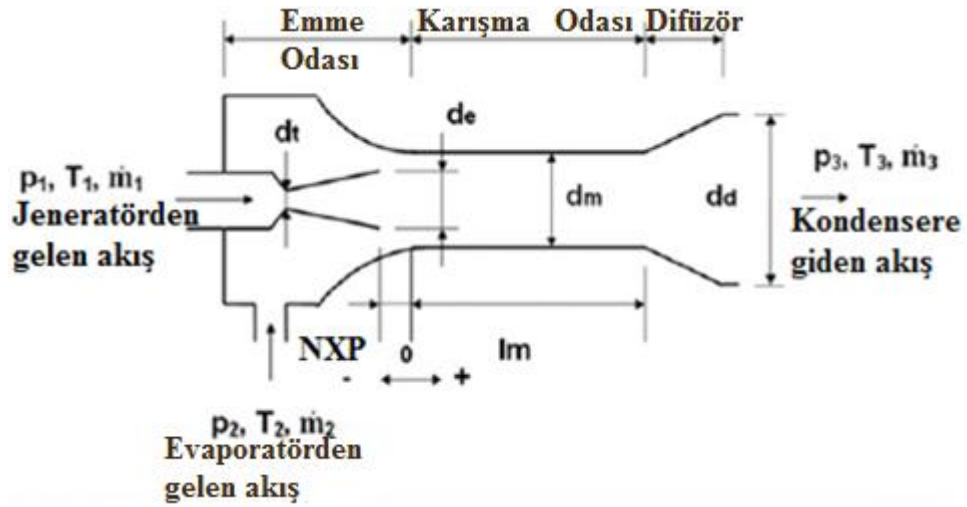 Emme Karışma Odası Difüzör
Odası
dt
de
p1, T1, ṁ1
Jeneratörden
gelen akış
dm
dd
p3, T3, ṁ3
Kondensere
giden akış
NXP 0 lm
- +
p2, T2, ṁ2
Evaporatörden
gelen akış